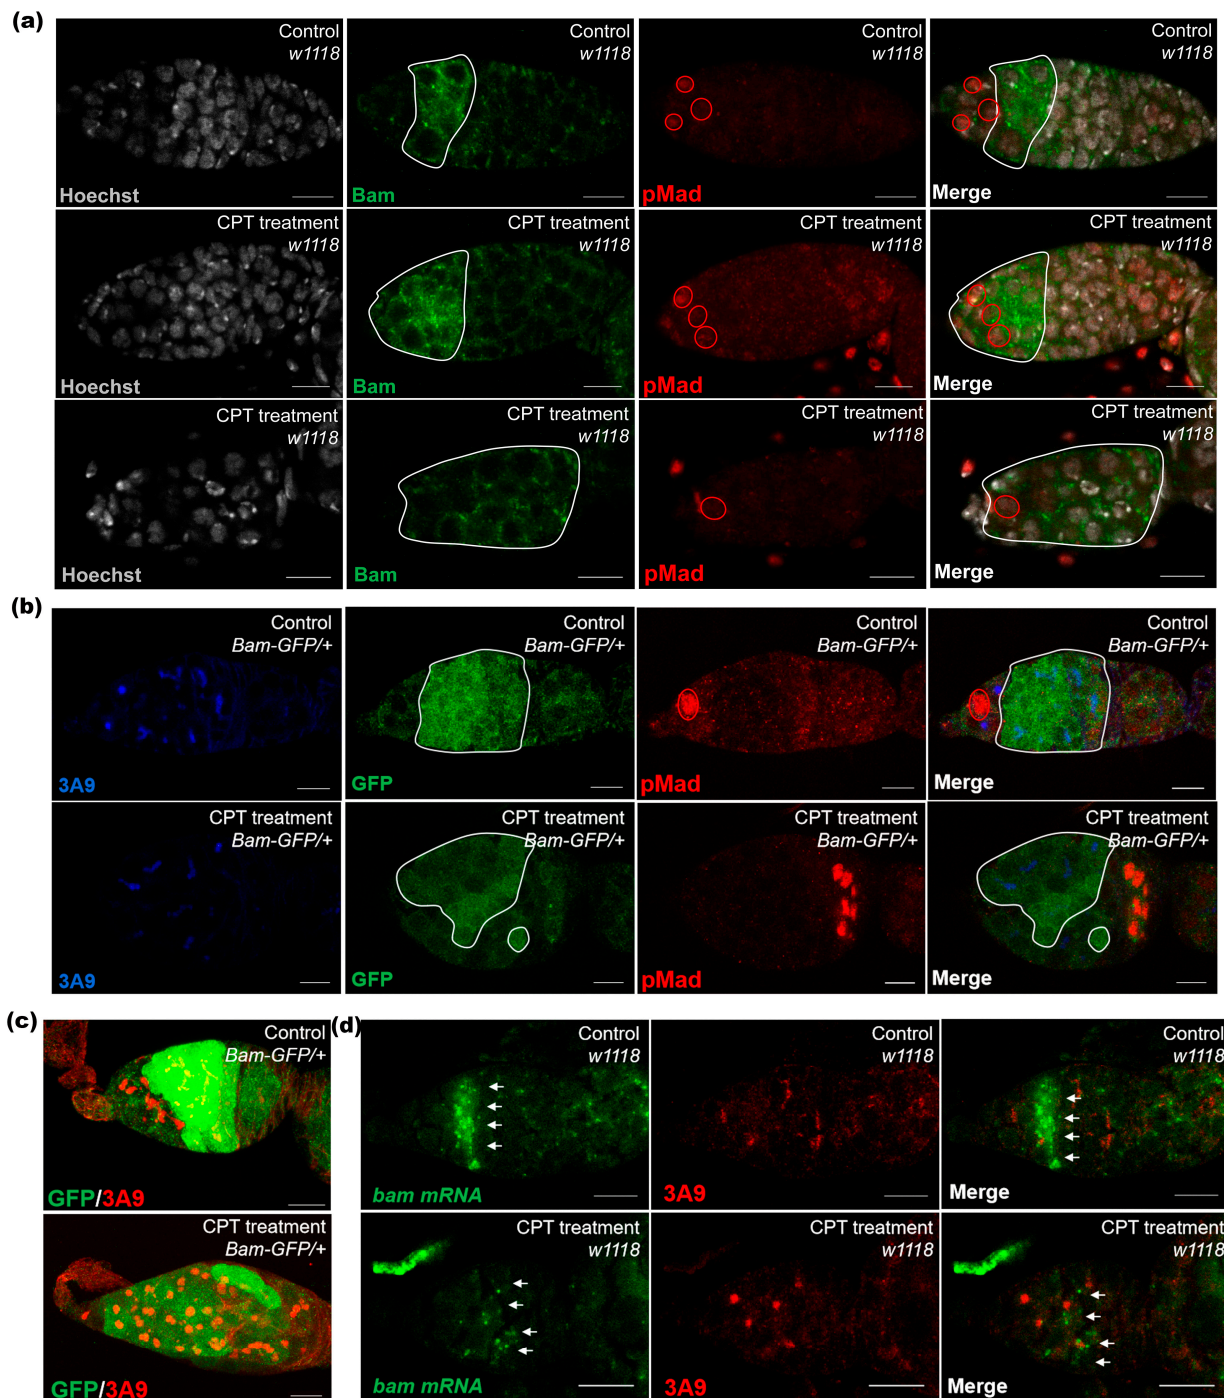 (a)
Control
w1118
Hoechst
Control
w1118
Bam
Control
w1118
pMad
Control
w1118
Merge
CPT treatment
w1118
Hoechst
CPT treatment
w1118
Bam
CPT treatment
w1118
pMad
CPT treatment
w1118
Merge
CPT treatment
w1118
Hoechst
CPT treatment
w1118
Bam
CPT treatment
w1118
pMad
CPT treatment
w1118
Merge
(b)
Control
Bam-GFP/+
3A9
Control
Bam-GFP/+
GFP
Control
Bam-GFP/+
pMad
Control
Bam-GFP/+
Merge
CPT treatment
Bam-GFP/+
3A9
CPT treatment
Bam-GFP/+
GFP
CPT treatment
Bam-GFP/+
pMad
CPT treatment
Bam-GFP/+
Merge
(c)
Control
Bam-GFP/+
GFP/3A9
CPT treatment
Bam-GFP/+
GFP/3A9
(d)
Control
w1118
bam mRNA
Control
w1118
3A9
Control
w1118
Merge
CPT treatment
w1118
bam mRNA
CPT treatment
w1118
3A9
CPT treatment
w1118
Merge